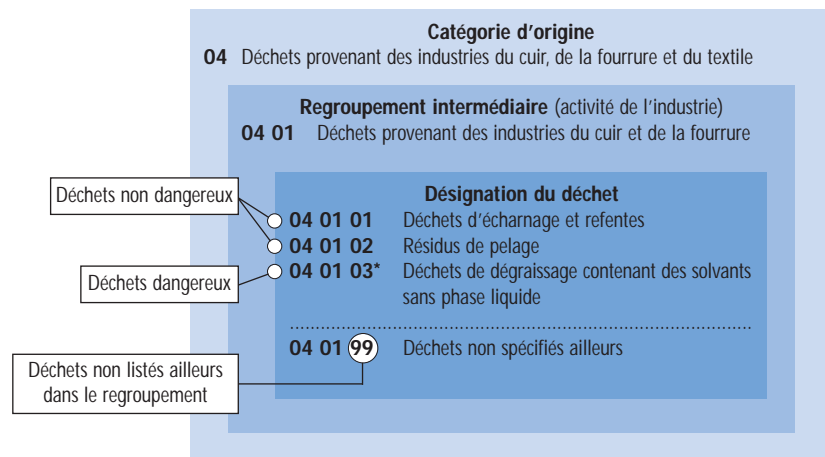 Catégorie d'origine
04 Déchets provenant des industries du cuir, de la fourrure et du textile
Regroupement intermédiaire (activité de l'industrie)
04 01 Déchets provenant des industries du cuir et de la fourrure
Déchets non dangereux
Désignation du déchet
04 01 01 Déchets d'écharnage et refentes
04 01 02 Résidus de pelage
Déchets dangereux
04 01 03* Déchets de dégraissage contenant des solvants
sans phase liquide
04 01 99 Déchets non spécifiés ailleurs
Déchets non listés ailleurs
dans le regroupement